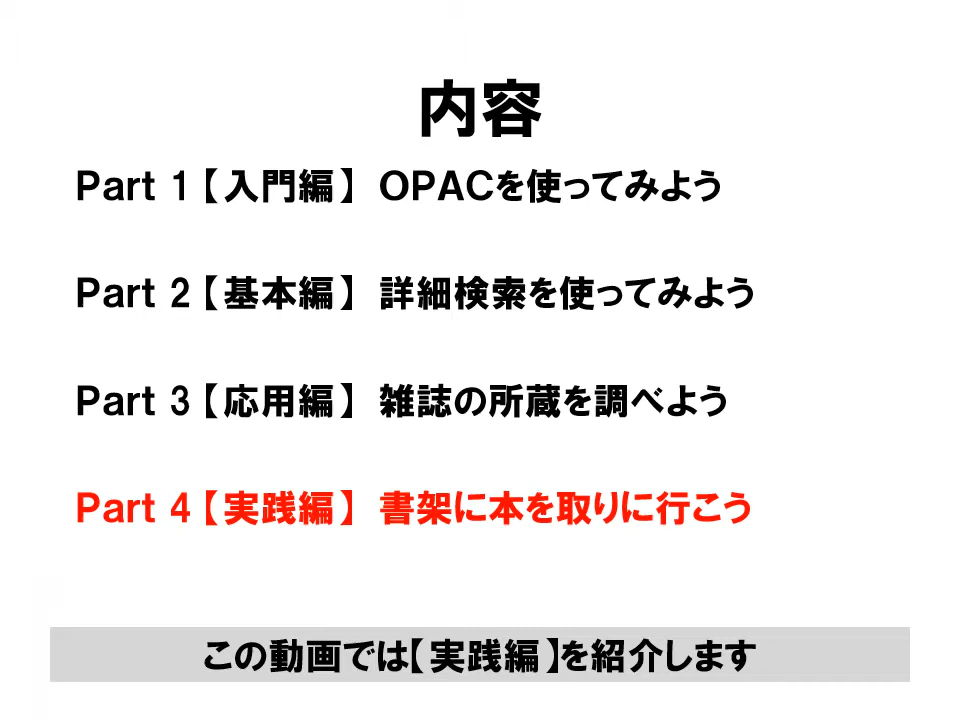 内容
Part 1【入門編】 OPACを使ってみよう
Part 2【基本編】 詳細検索を使ってみよう
Part 3【応用編】 雑誌の所蔵を調べよう
Part 4【実践編】 書架に本を取りに行こう
この動画では【実践編】を紹介します